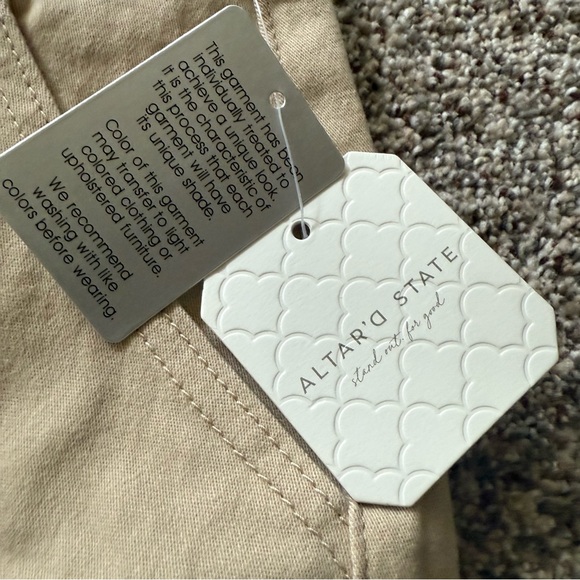 This garment has been
individually treated to
achieve a unique look.
It is the characteristic of
this process that each
garment will have
its unique shade.
Color of this garment
may transfer to light
colored clothing or
upholstered furniture.
We recommend
washing with like
colors before wearing.
ALTAR'D STATE
stand out. for good